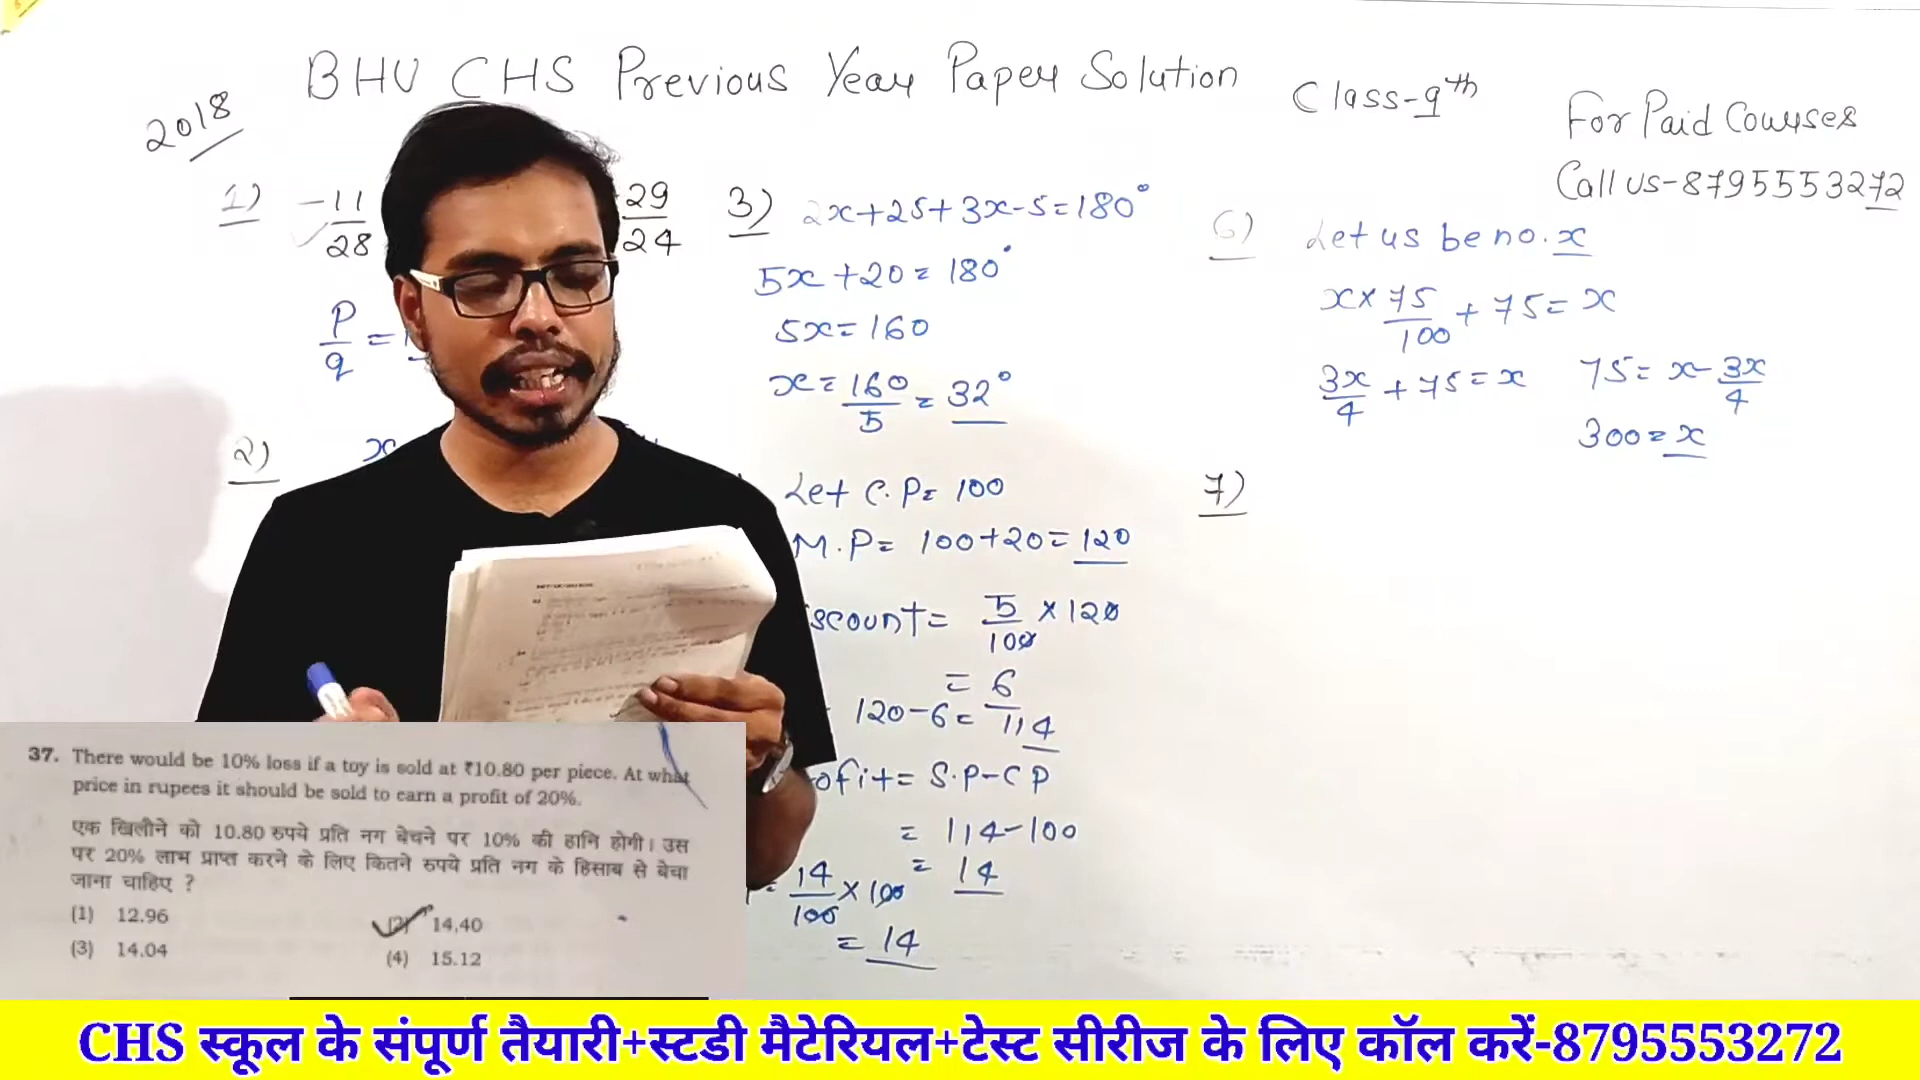 BHU CHS Previous Year Paper Solution
Class-9th
2018
For Paid Courses
Call us-8795553272
1) -11/28 29/24
p/q =
2) x
3) 2x+25+3x-5=180°
5x+20=180°
5x=160
x=160/5=32°
Let C.P=100
M.P=100+20=120
scount=5/100×120
=6
120-6=114
ofit=S.P-CP
=114-100
=14
=14/100×100
=14
6) Let us be no. x
x×75/100+75=x
3x/4+75=x 75=x-3x/4
300=x
7)
37. There would be 10% loss if a toy is sold at ₹10.80 per piece. At what
price in rupees it should be sold to earn a profit of 20%.
एक खिलौने को 10.80 रुपये प्रति नग बेचने पर 10% की हानि होगी। उस
पर 20% लाभ प्राप्त करने के लिए कितने रुपये प्रति नग के हिसाब से बेचा
जाना चाहिए ?
(1) 12.96 (2) 14.40
(3) 14.04 (4) 15.12
CHS स्कूल के संपूर्ण तैयारी+स्टडी मैटेरियल+टेस्ट सीरीज के लिए कॉल करें-8795553272